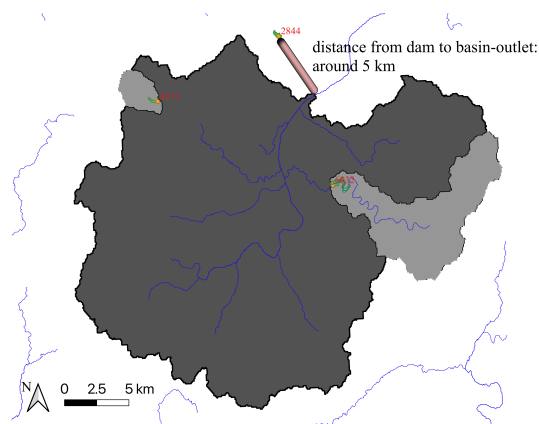 2844
distance from dam to basin-outlet:
around 5 km
N
0 2.5 5 km